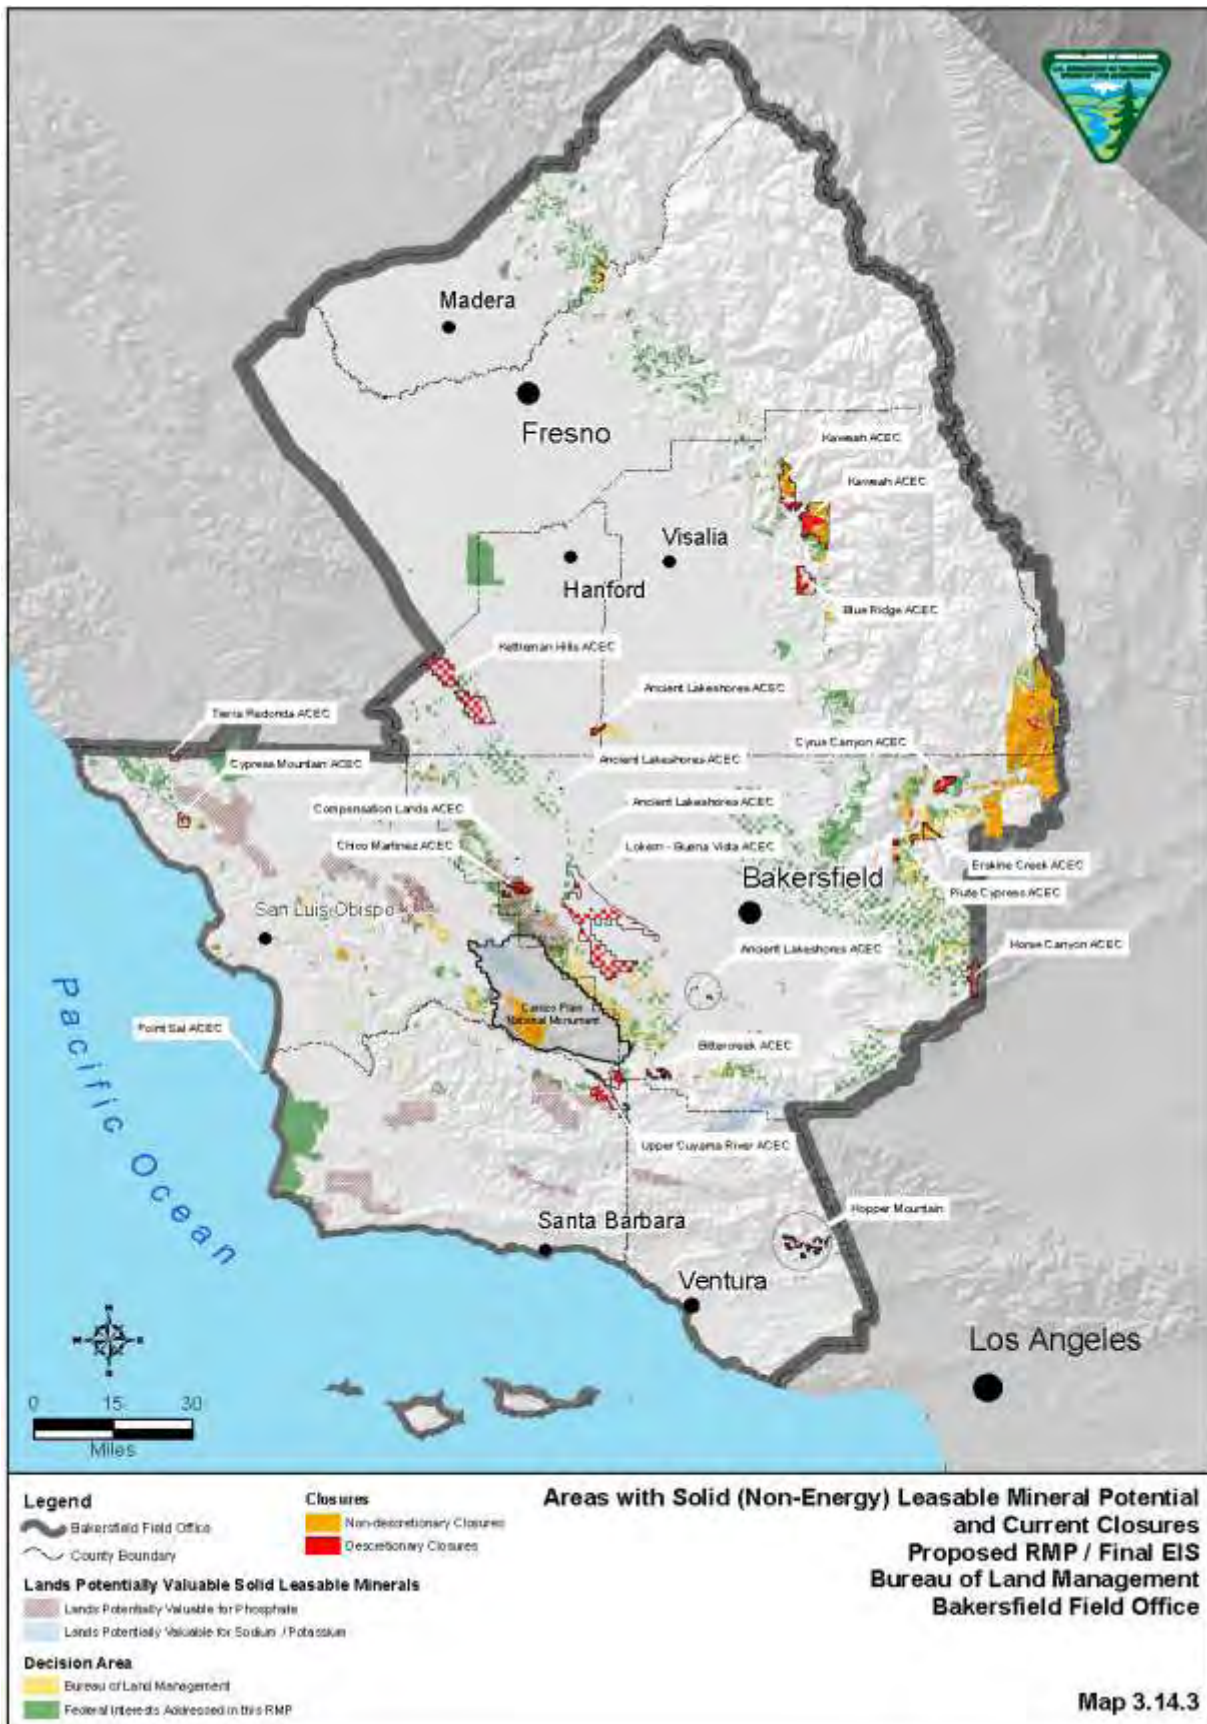 Madera
Fresno
Kaweah ACEC
Kaweah ACEC
Visalia
Hanford
Blue Ridge ACEC
Kettleman Hills ACEC
Ancient Lakeshores ACEC
Tierra Redonda ACEC
Cyrus Canyon ACEC
Cypress Mountain ACEC
Ancient Lakeshores ACEC
Compensation Lands ACEC
Ancient Lakeshores ACEC
Chico Martinez ACEC
Lokern - Buena Vista ACEC
Erskine Creek ACEC
Bakersfield
Piute Cypress ACEC
San Luis Obispo
Horse Canyon ACEC
Ancient Lakeshores ACEC
Carrizo Plain
National Monument
Point Sal ACEC
Bittercreek ACEC
Pacific Ocean
Upper Cuyama River ACEC
Hopper Mountain
Santa Barbara
Ventura
Los Angeles
N
W E
S
0 15 30
Miles
Legend
Bakersfield Field Office
County Boundary
Closures
Non-discretionary Closures
Discretionary Closures
Lands Potentially Valuable Solid Leasable Minerals
Lands Potentially Valuable for Phosphate
Lands Potentially Valuable for Sodium / Potassium
Decision Area
Bureau of Land Management
Federal Interests Addressed in this RMP
Areas with Solid (Non-Energy) Leasable Mineral Potential
and Current Closures
Proposed RMP / Final EIS
Bureau of Land Management
Bakersfield Field Office
Map 3.14.3